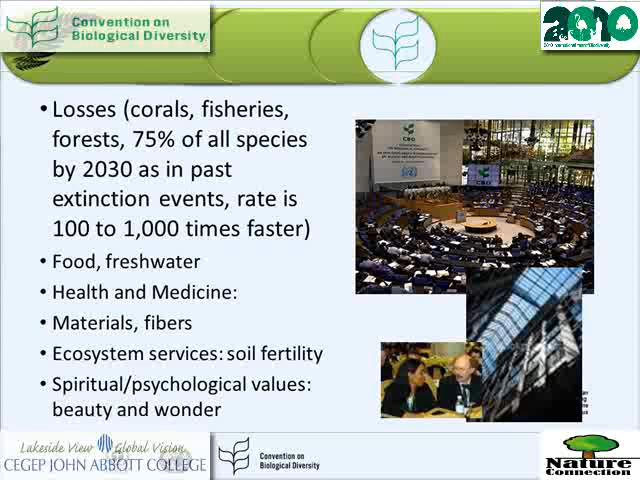 Convention on
Biological Diversity
2010
• Losses (corals, fisheries,
forests, 75% of all species
by 2030 as in past
extinction events, rate is
100 to 1,000 times faster)
• Food, freshwater
• Health and Medicine:
• Materials, fibers
• Ecosystem services: soil fertility
• Spiritual/psychological values:
beauty and wonder
CBD
CBD
Lakeside View Global Vision
CEGEP JOHN ABBOTT COLLEGE
Convention on
Biological Diversity
Nature
Connection